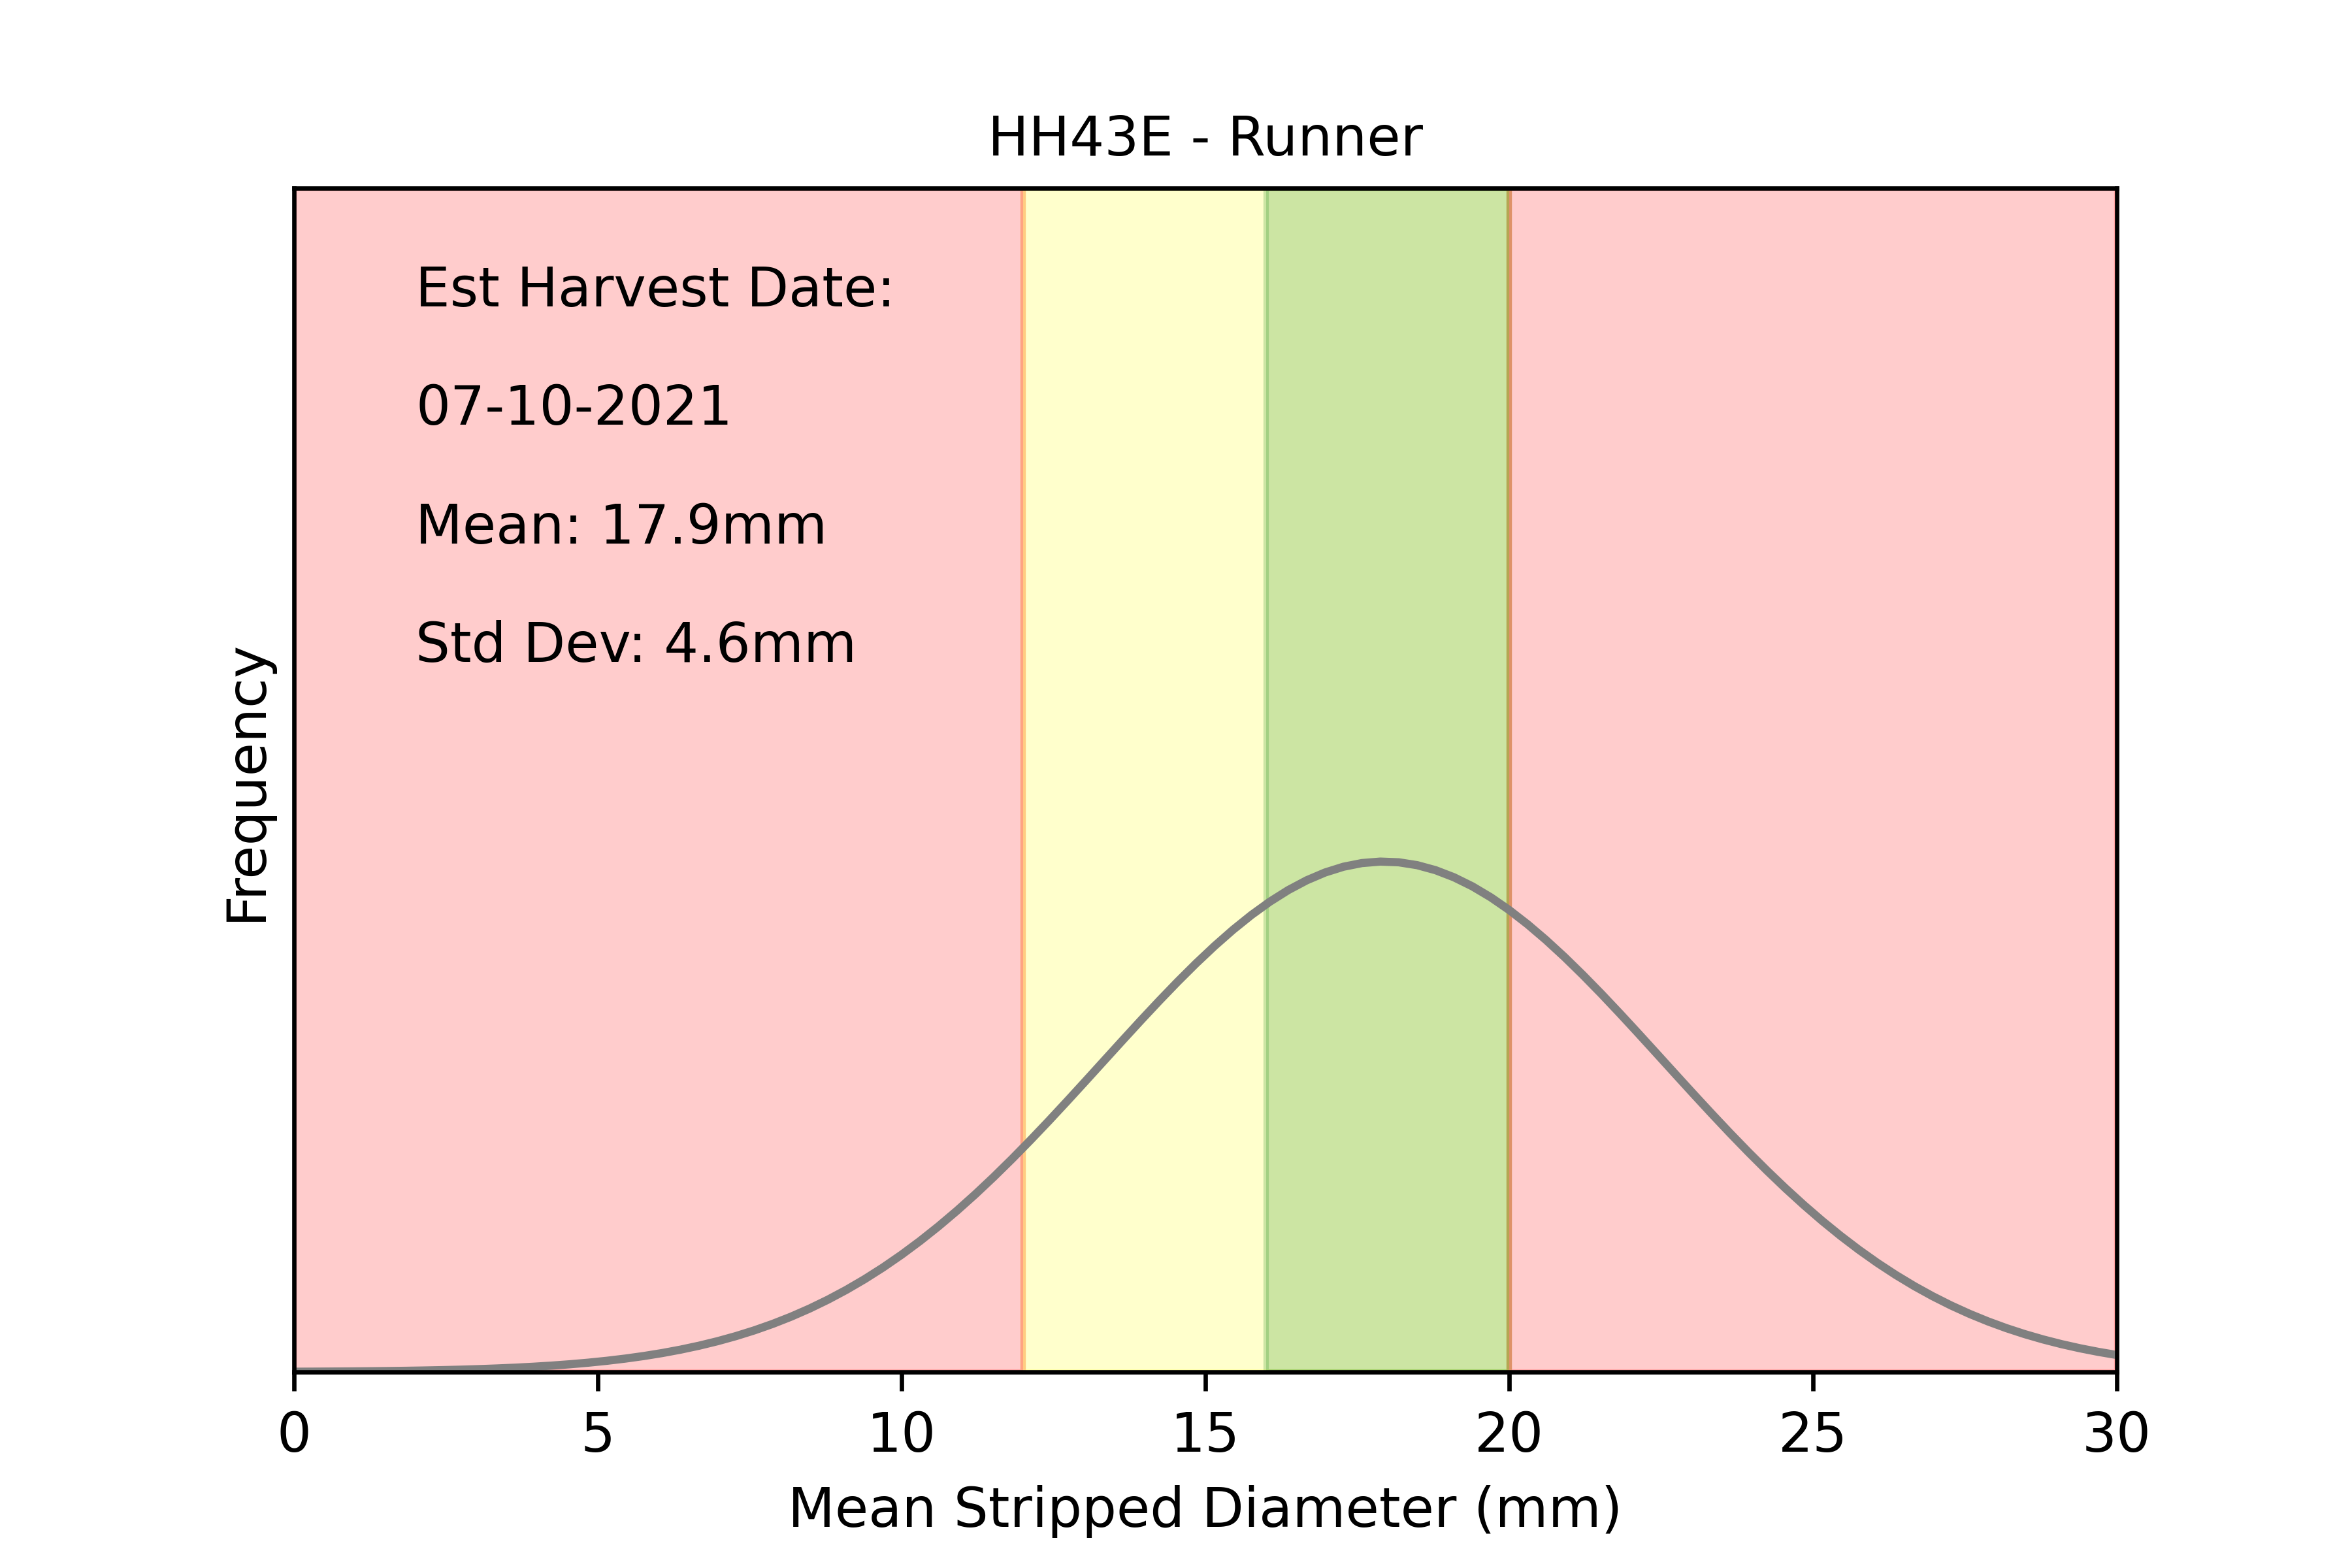 HH43E - Runner
Est Harvest Date:
07-10-2021
Mean: 17.9mm
Std Dev: 4.6mm
Frequency
0 5 10 15 20 25 30
Mean Stripped Diameter (mm)